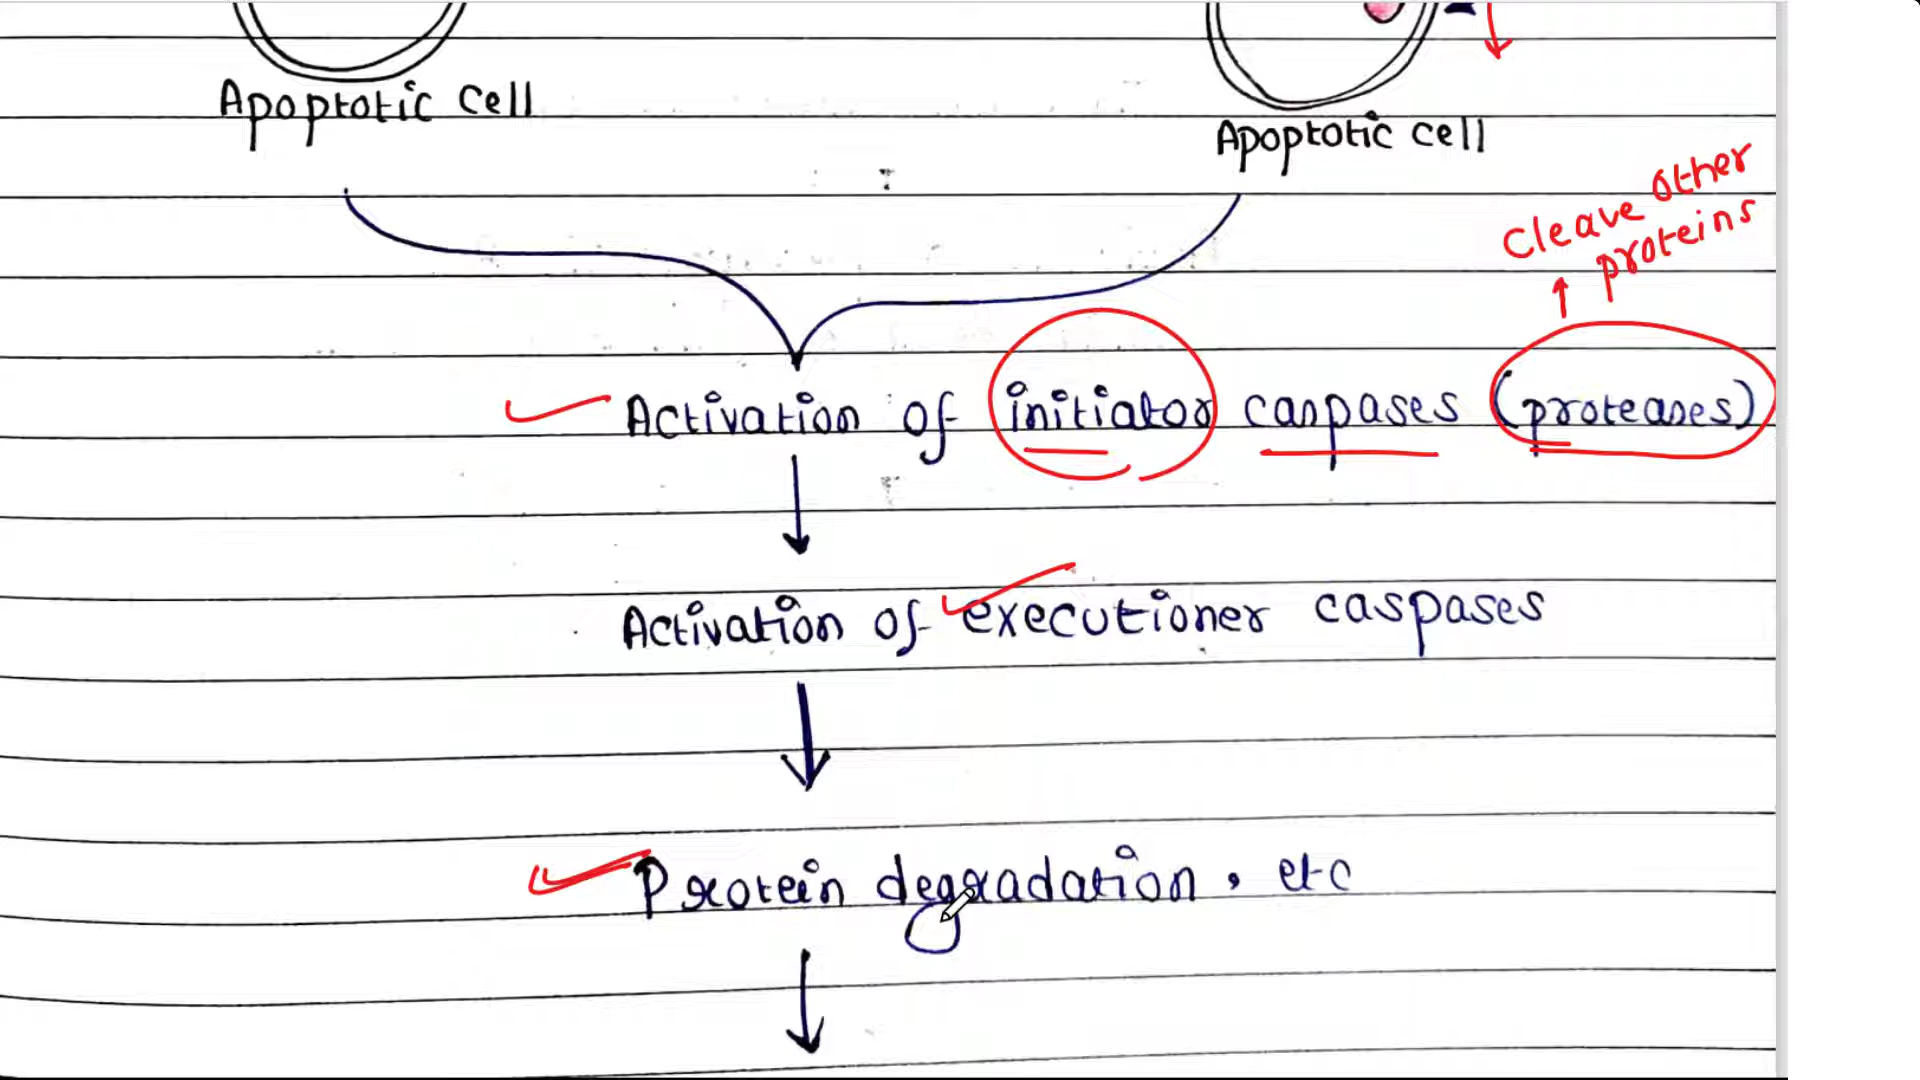 Apoptotic cell
Apoptotic cell
Cleave other
proteins
Activation of initiator caspases (proteases)
Activation of executioner caspases
Protein degradation, etc